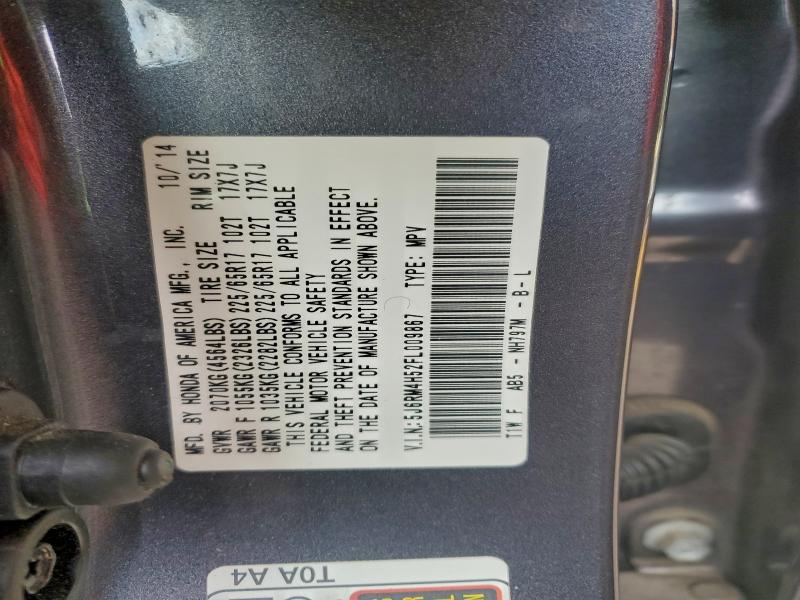 MFD. BY HONDA OF AMERICA MFG., INC. 10/'14
GVWR 2070KG(4564LBS) TIRE SIZE RIM SIZE
GAWR F 1055KG(2326LBS) 225/65R17 102T 17X7J
GAWR R 1035KG(2282LBS) 225/65R17 102T 17X7J
THIS VEHICLE CONFORMS TO ALL APPLICABLE
FEDERAL MOTOR VEHICLE SAFETY
AND THEFT PREVENTION STANDARDS IN EFFECT
ON THE DATE OF MANUFACTURE SHOWN ABOVE.
V.I.N:5J6RM4H52FL003867 TYPE: MPV
T1W F AB5 - NH797M - B - L
T0A A4